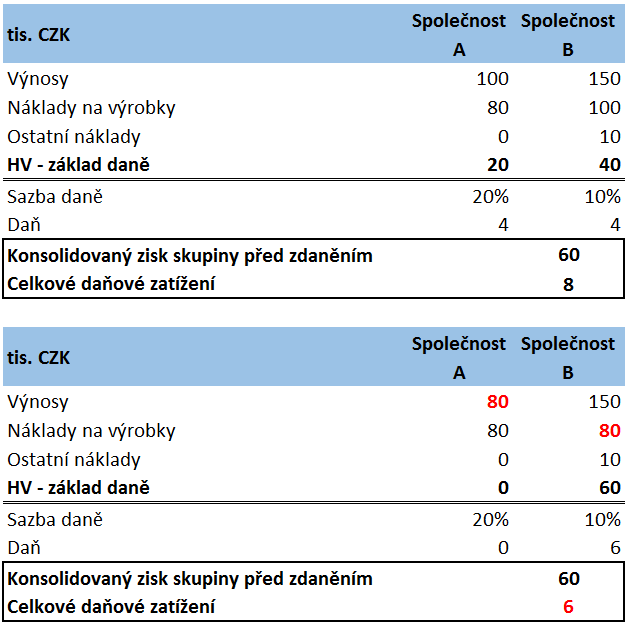 tis. CZK Společnost A Společnost B
Výnosy 100 150
Náklady na výrobky 80 100
Ostatní náklady 0 10
HV - základ daně 20 40
Sazba daně 20% 10%
Daň 4 4
Konsolidovaný zisk skupiny před zdaněním 60
Celkové daňové zatížení 8
tis. CZK Společnost A Společnost B
Výnosy 80 150
Náklady na výrobky 80 80
Ostatní náklady 0 10
HV - základ daně 0 60
Sazba daně 20% 10%
Daň 0 6
Konsolidovaný zisk skupiny před zdaněním 60
Celkové daňové zatížení 6